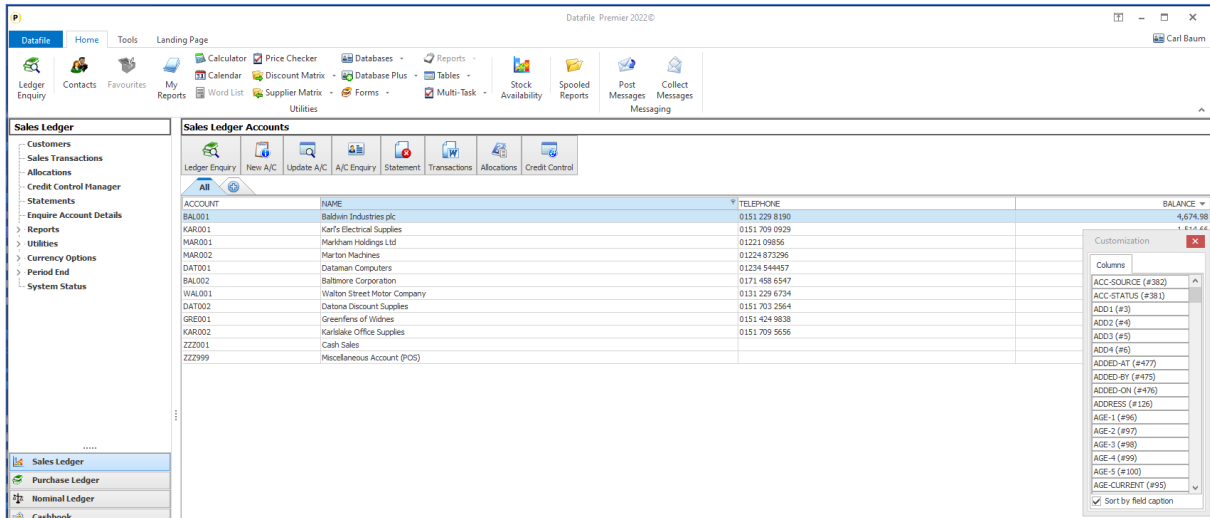 P
Datafile Premier 2022©
Datafile Home Tools Landing Page
Carl Baum
Ledger Enquiry
Contacts
Favourites
My Reports
Calculator Price Checker Databases Reports
Calendar Discount Matrix Database Plus Tables
Word List Supplier Matrix Forms Multi-Task
Stock Availability
Spooled Reports
Post Messages
Collect Messages
Utilities
Messaging
Sales Ledger
Customers
Sales Transactions
Allocations
Credit Control Manager
Statements
Enquire Account Details
Reports
Utilities
Currency Options
Period End
System Status
Sales Ledger
Purchase Ledger
Nominal Ledger
Cashbook
Sales Ledger Accounts
Ledger Enquiry New A/C Update A/C A/C Enquiry Statement Transactions Allocations Credit Control
All
ACCOUNT NAME TELEPHONE BALANCE
BAL001 Baldwin Industries plc 0151 229 8190 4,674.98
KAR001 Karl's Electrical Supplies 0151 709 0929
MAR001 Markham Holdings Ltd 01221 09856
MAR002 Marton Machines 01224 873296
DAT001 Dataman Computers 01234 544457
BAL002 Baltimore Corporation 0171 458 6547
WAL001 Walton Street Motor Company 0131 229 6734
DAT002 Datona Discount Supplies 0151 703 2564
GRE001 Greenfens of Widnes 0151 424 9838
KAR002 Karlslake Office Supplies 0151 709 5656
ZZZ001 Cash Sales
ZZZ999 Miscellaneous Account (POS)
Customization
Columns
ACC-SOURCE (#382)
ACC-STATUS (#381)
ADD1 (#3)
ADD2 (#4)
ADD3 (#5)
ADD4 (#6)
ADDED-AT (#477)
ADDED-BY (#475)
ADDED-ON (#476)
ADDRESS (#126)
AGE-1 (#96)
AGE-2 (#97)
AGE-3 (#98)
AGE-4 (#99)
AGE-5 (#100)
AGE-CURRENT (#95)
Sort by field caption